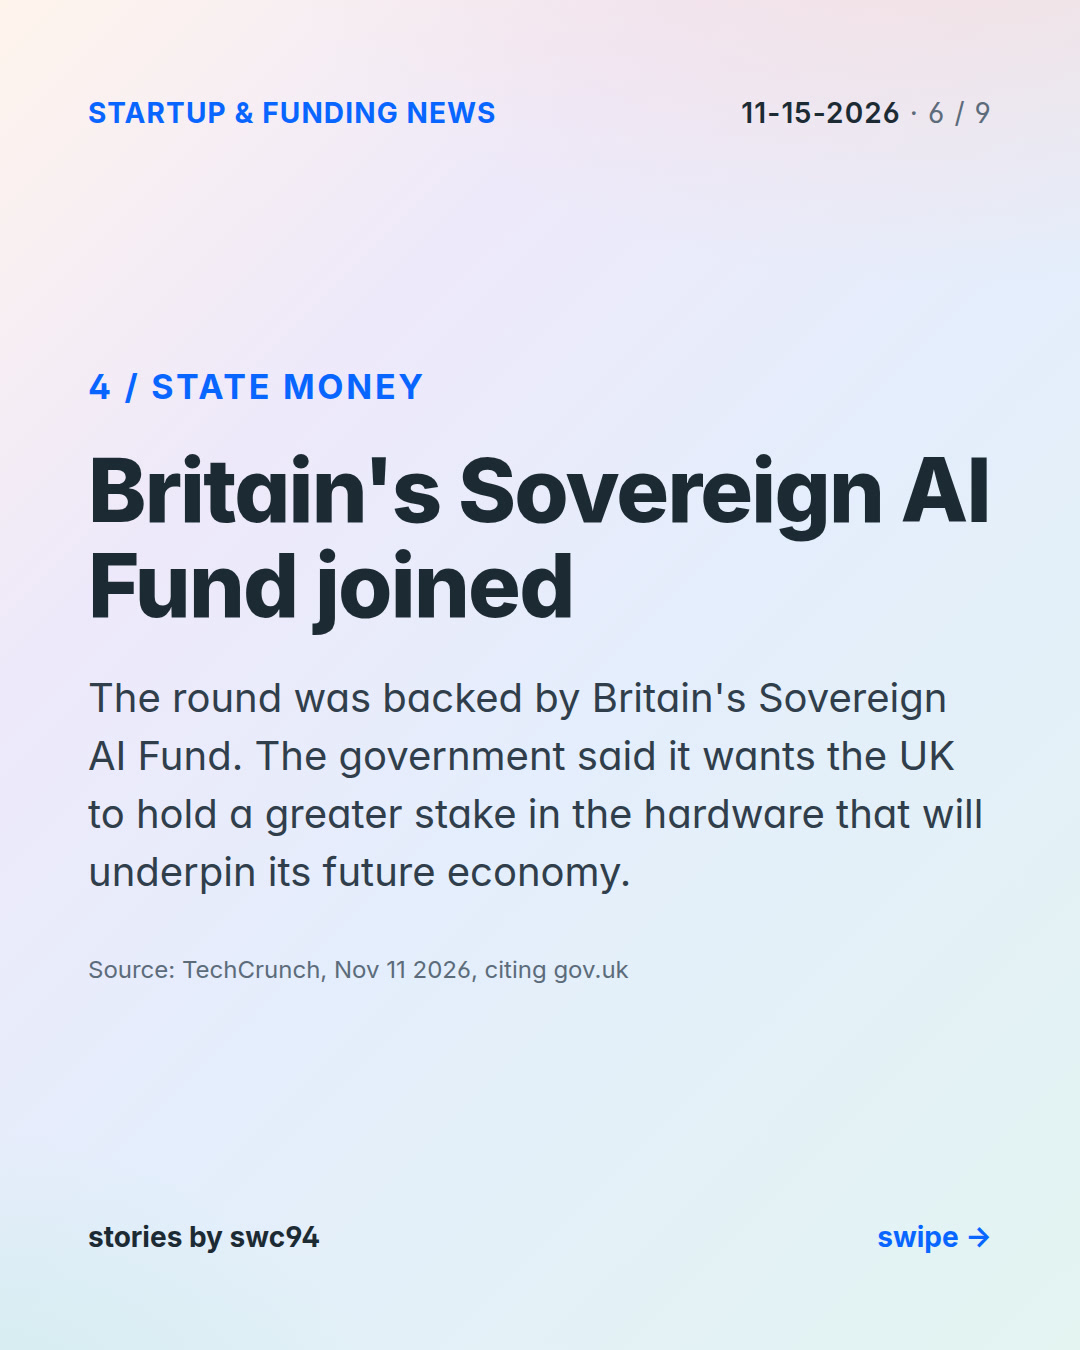 STARTUP & FUNDING NEWS
11-15-2026 · 6 / 9
4 / STATE MONEY
Britain's Sovereign AI
Fund joined
The round was backed by Britain's Sovereign
AI Fund. The government said it wants the UK
to hold a greater stake in the hardware that will
underpin its future economy.
Source: TechCrunch, Nov 11 2026, citing gov.uk
stories by swc94
swipe →